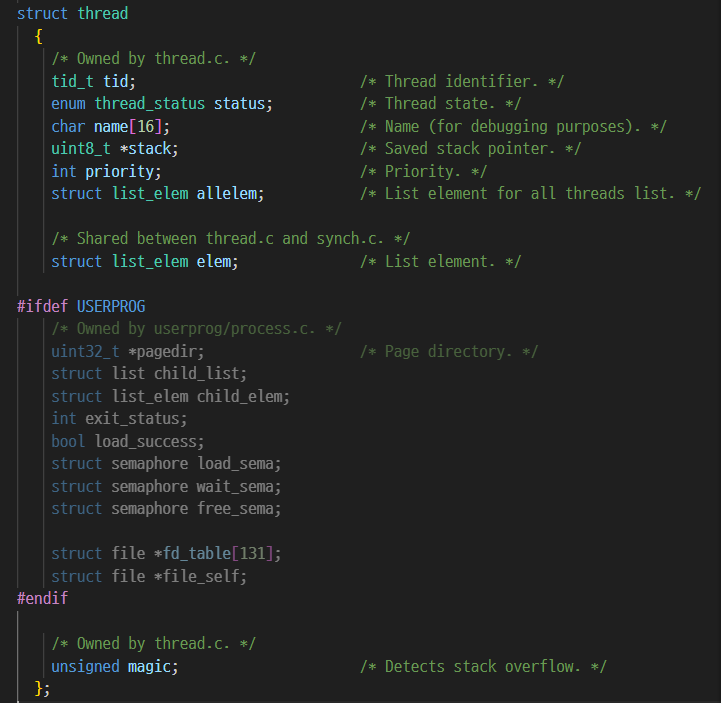 struct thread
{
/* Owned by thread.c. */
tid_t tid; /* Thread identifier. */
enum thread_status status; /* Thread state. */
char name[16]; /* Name (for debugging purposes). */
uint8_t *stack; /* Saved stack pointer. */
int priority; /* Priority. */
struct list_elem allelem; /* List element for all threads list. */
/* Shared between thread.c and synch.c. */
struct list_elem elem; /* List element. */
#ifdef USERPROG
/* Owned by userprog/process.c. */
uint32_t *pagedir; /* Page directory. */
struct list child_list;
struct list_elem child_elem;
int exit_status;
bool load_success;
struct semaphore load_sema;
struct semaphore wait_sema;
struct semaphore free_sema;
struct file *fd_table[131];
struct file *file_self;
#endif
/* Owned by thread.c. */
unsigned magic; /* Detects stack overflow. */
};